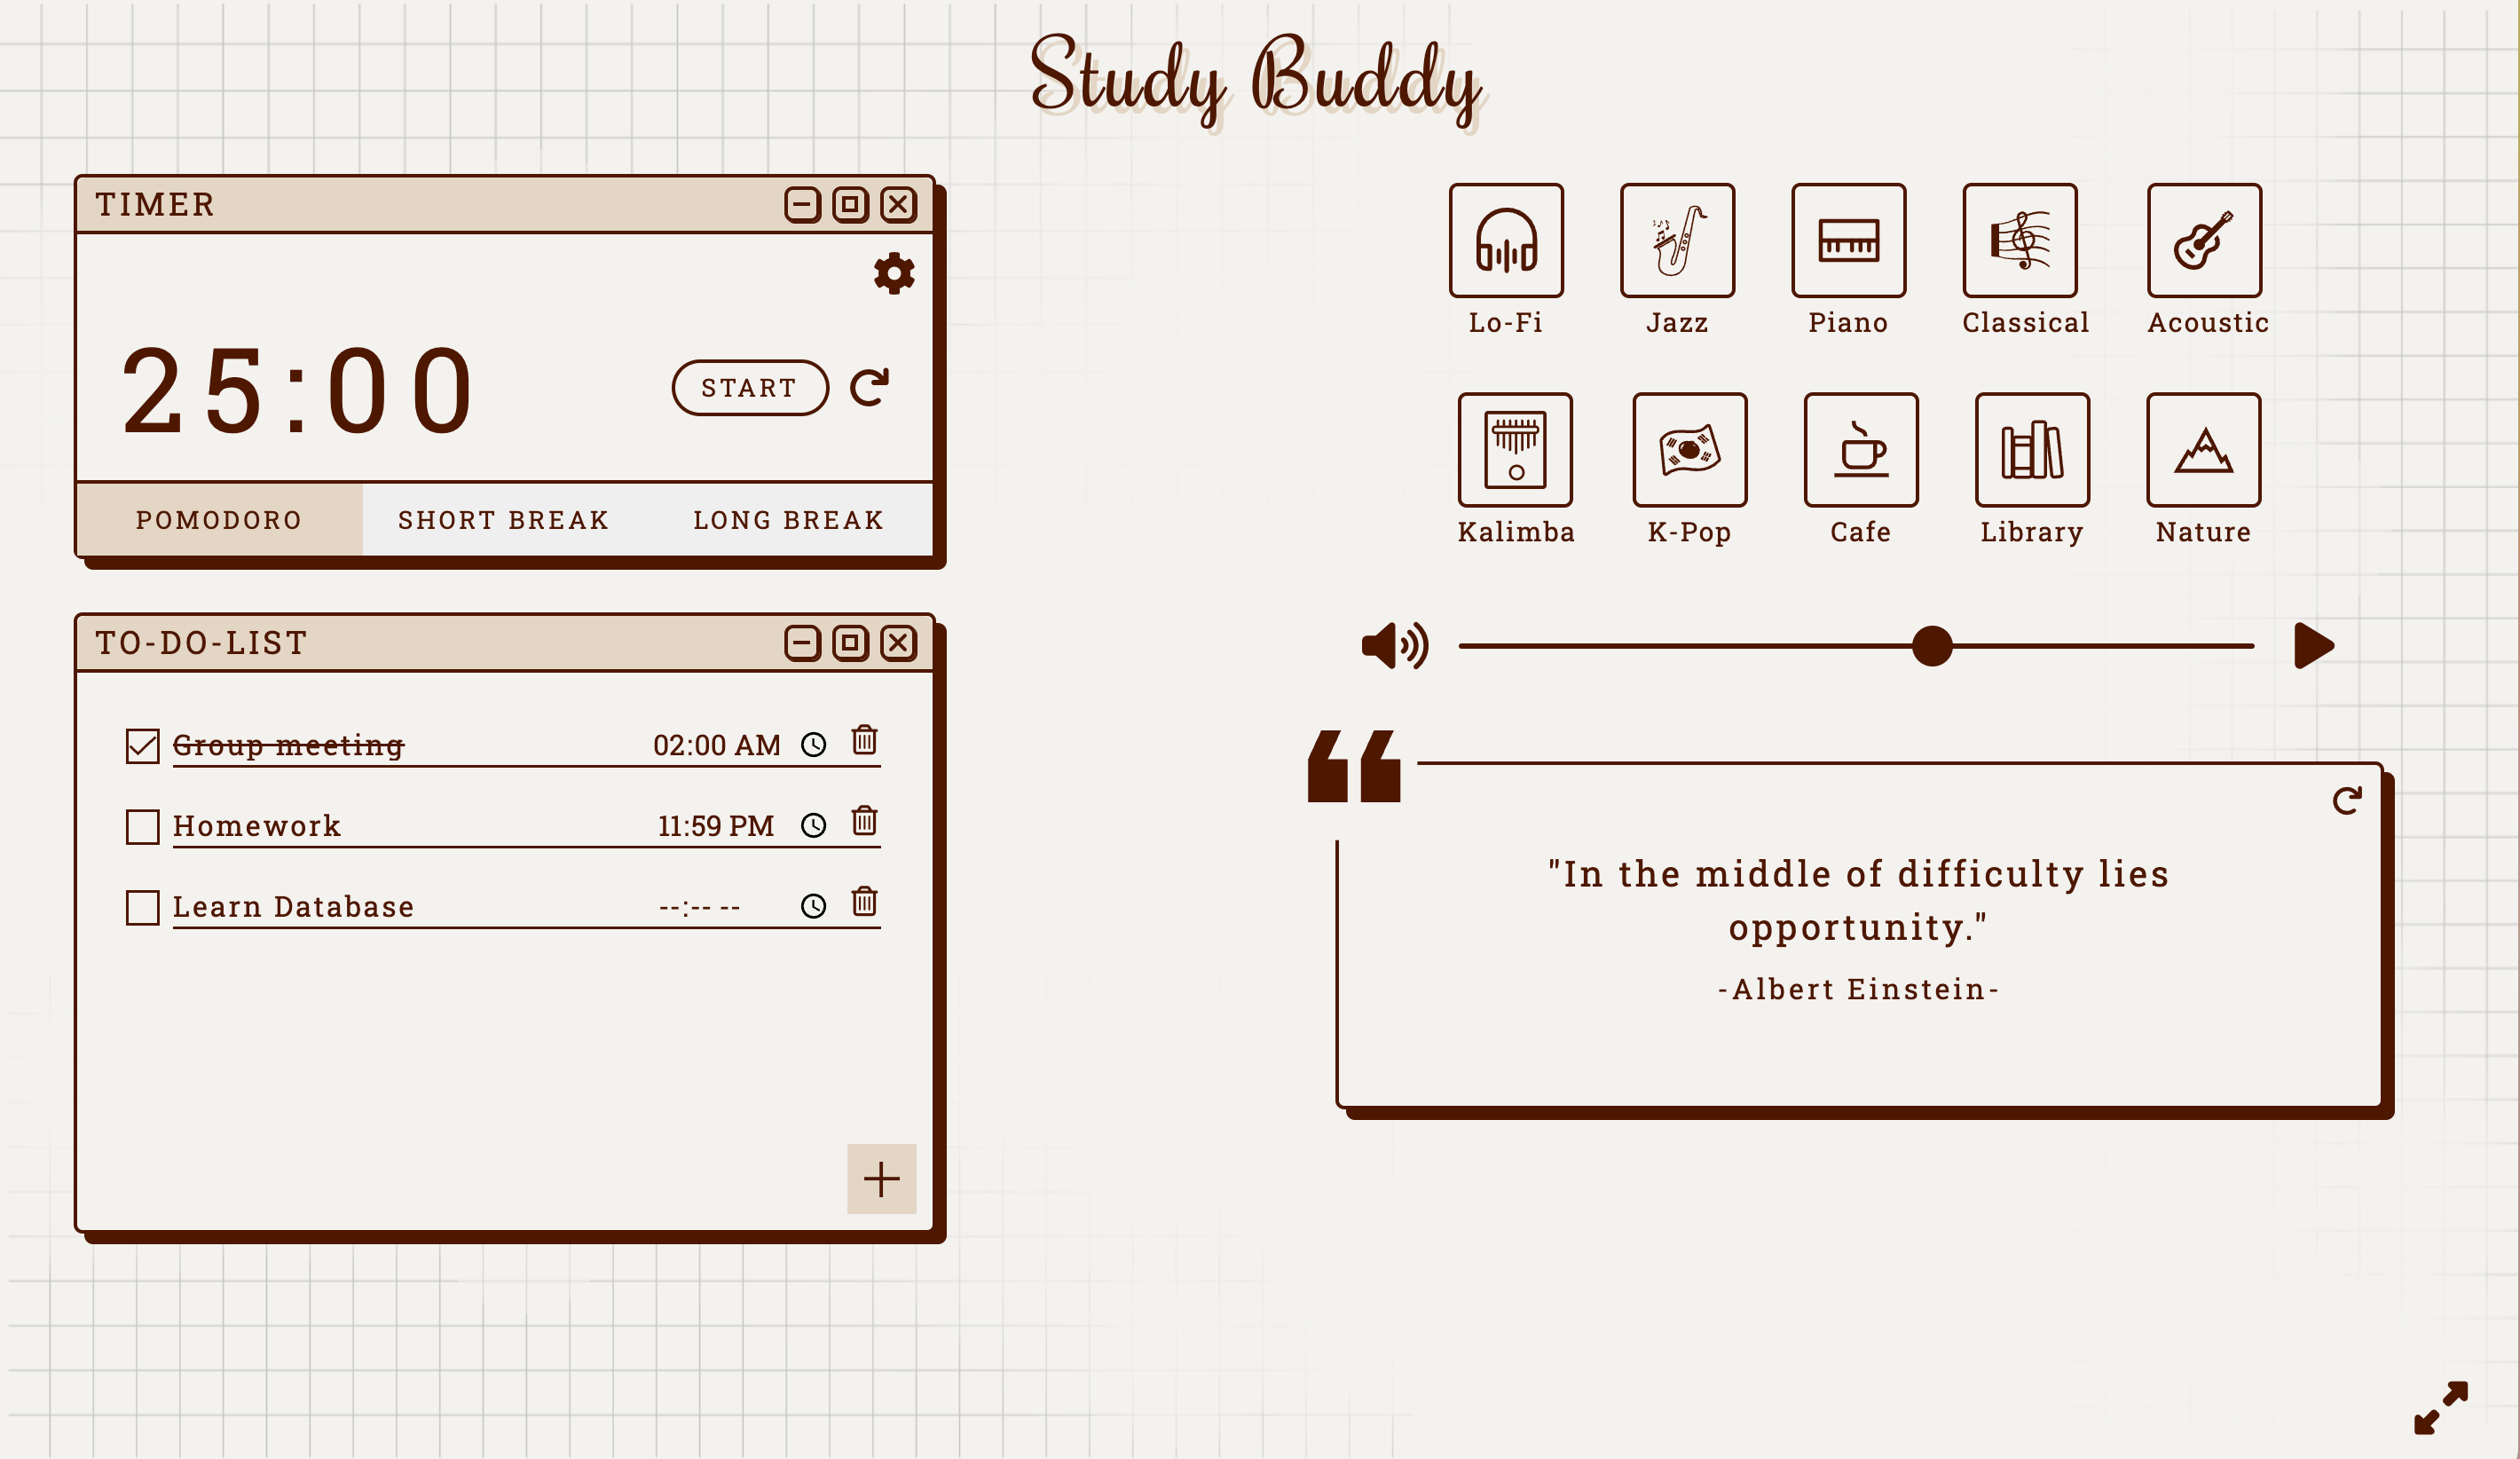 Study Buddy
TIMER
25:00
START
POMODORO
SHORT BREAK
LONG BREAK
TO-DO-LIST
Group meeting 02:00 AM
Homework 11:59 PM
Learn Database --:-- --
Lo-Fi
Jazz
Piano
Classical
Acoustic
Kalimba
K-Pop
Cafe
Library
Nature
"In the middle of difficulty lies
opportunity."
-Albert Einstein-